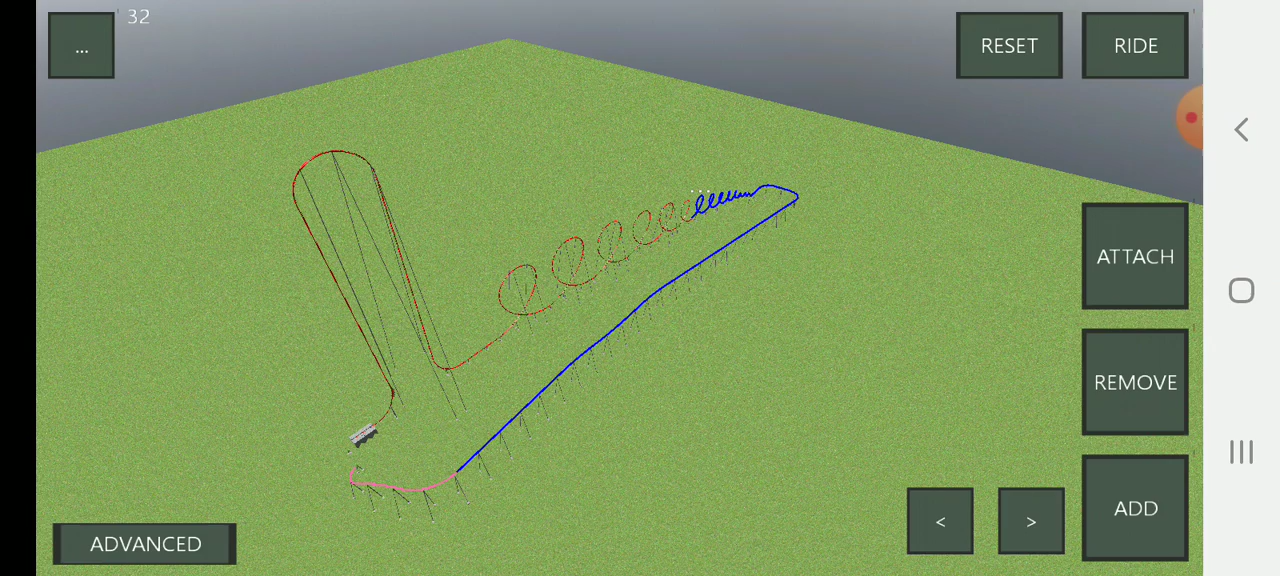 ...
32
RESET
RIDE
ATTACH
REMOVE
<
>
ADD
ADVANCED